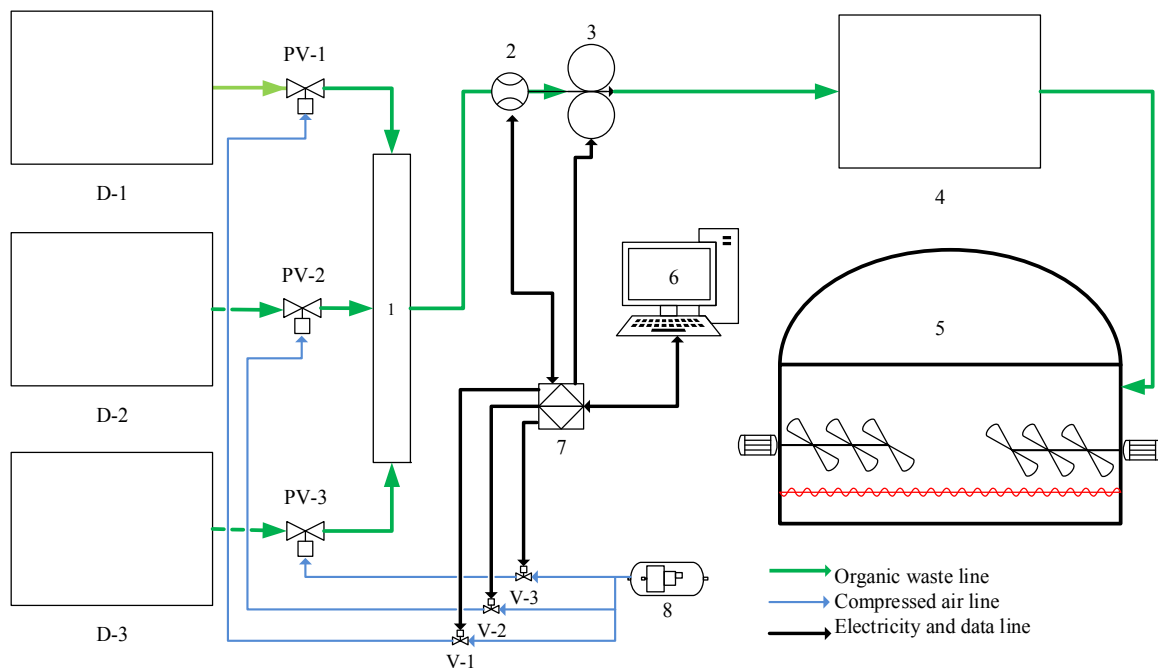 PV-1
2
3
D-1
4
PV-2
1
6
5
D-2
7
PV-3
V-3
8
V-2
V-1
D-3
Organic waste line
Compressed air line
Electricity and data line